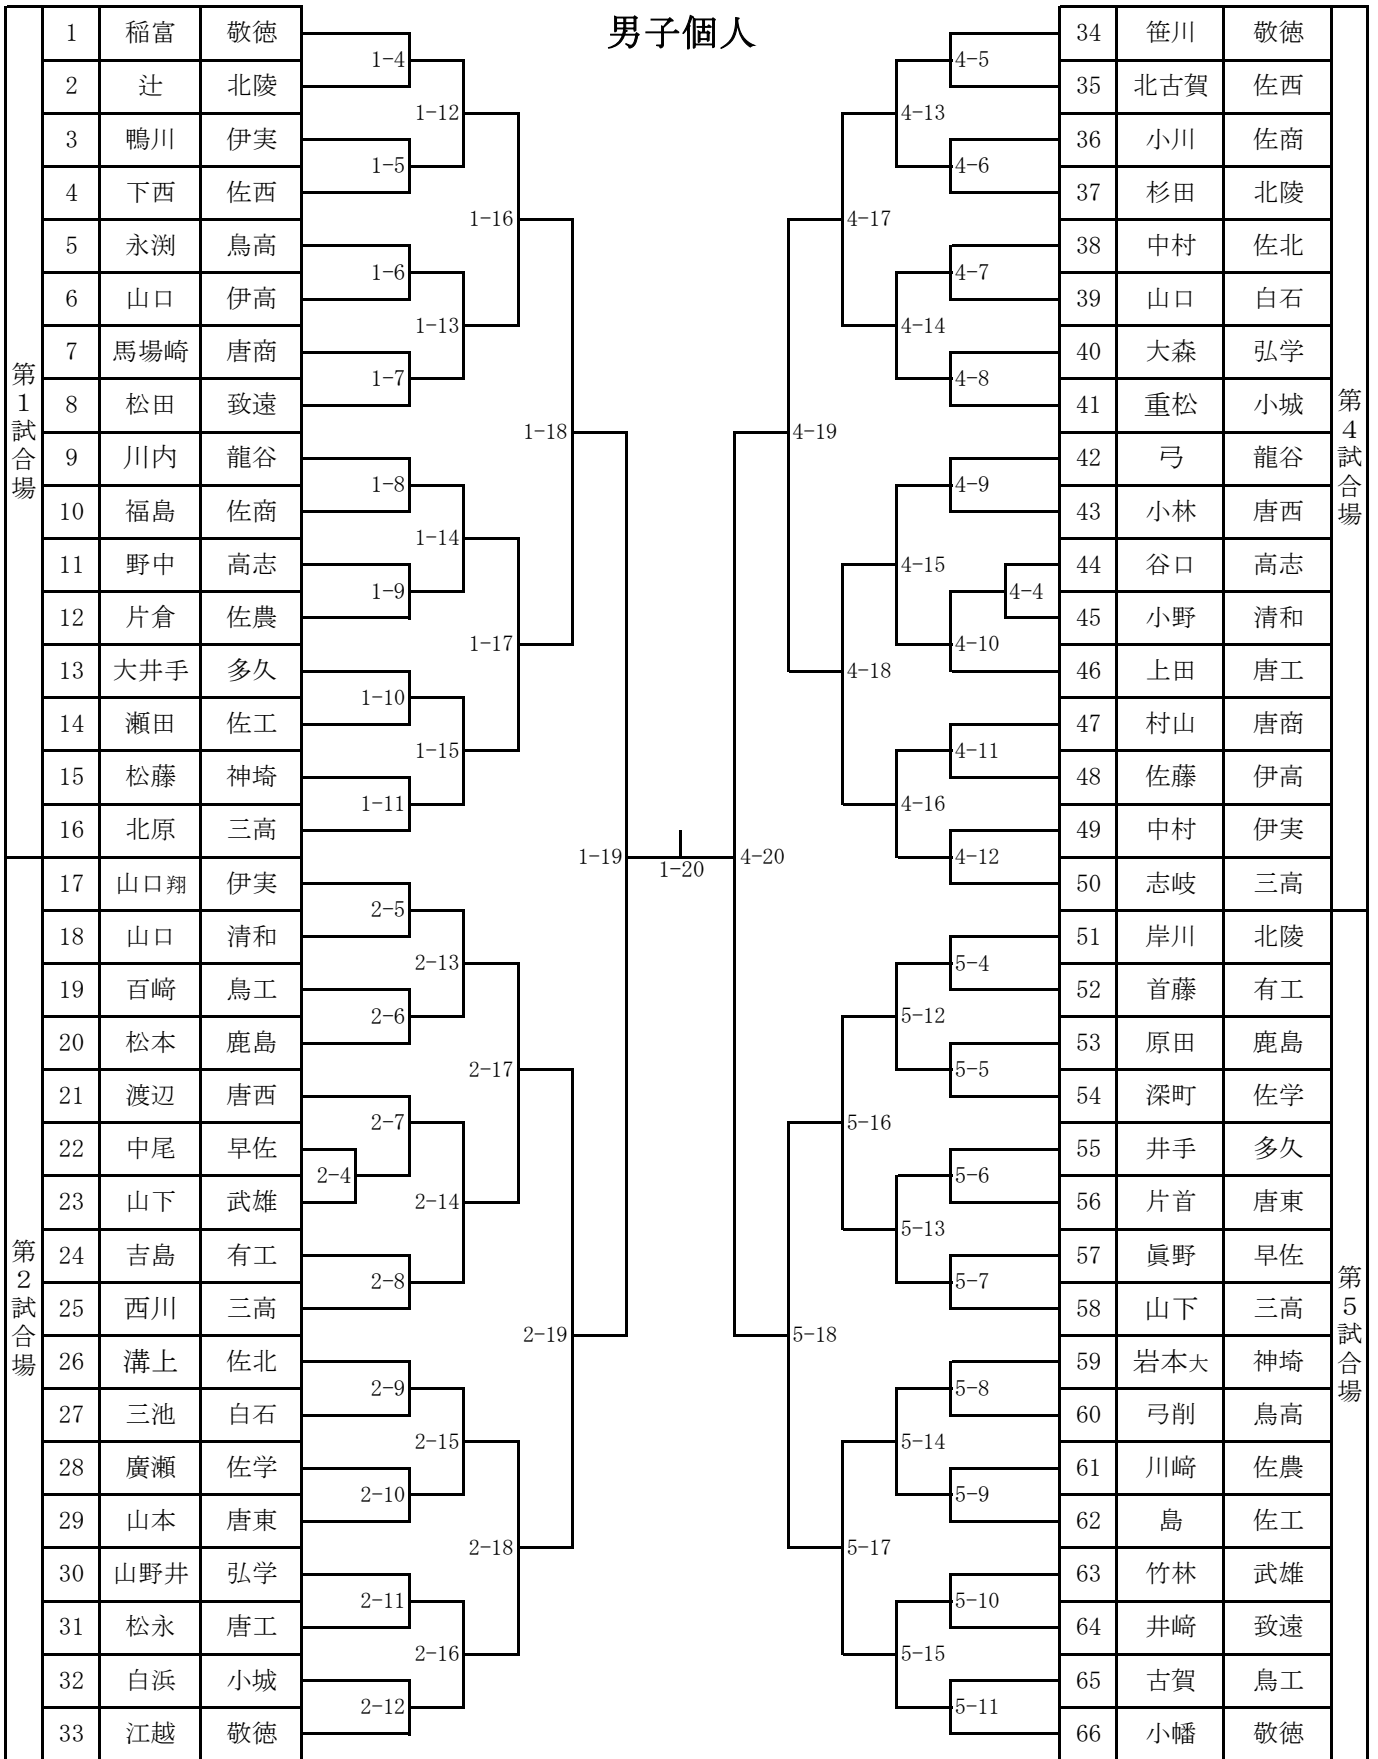 男子個人
第1試合場
1 稲富 敬徳
2 辻 北陵
3 鴨川 伊実
4 下西 佐西
5 永渕 鳥高
6 山口 伊高
7 馬場崎 唐商
8 松田 致遠
9 川内 龍谷
10 福島 佐商
11 野中 高志
12 片倉 佐農
13 大井手 多久
14 瀬田 佐工
15 松藤 神埼
16 北原 三高
第2試合場
17 山口翔 伊実
18 山口 清和
19 百﨑 鳥工
20 松本 鹿島
21 渡辺 唐西
22 中尾 早佐
23 山下 武雄
24 吉島 有工
25 西川 三高
26 溝上 佐北
27 三池 白石
28 廣瀬 佐学
29 山本 唐東
30 山野井 弘学
31 松永 唐工
32 白浜 小城
33 江越 敬徳
1-4
1-5
1-6
1-7
1-8
1-9
1-10
1-11
1-12
1-13
1-14
1-15
1-16
1-17
1-18
1-19
2-4
2-5
2-6
2-7
2-8
2-9
2-10
2-11
2-12
2-13
2-14
2-15
2-16
2-17
2-18
2-19
1-20
4-20
4-19
4-17
4-18
4-13
4-14
4-15
4-16
4-5
4-6
4-7
4-8
4-9
4-4
4-10
4-11
4-12
5-18
5-16
5-17
5-12
5-13
5-14
5-15
5-4
5-5
5-6
5-7
5-8
5-9
5-10
5-11
34 笹川 敬徳
35 北古賀 佐西
36 小川 佐商
37 杉田 北陵
38 中村 佐北
39 山口 白石
40 大森 弘学
41 重松 小城
42 弓 龍谷
43 小林 唐西
44 谷口 高志
45 小野 清和
46 上田 唐工
47 村山 唐商
48 佐藤 伊高
49 中村 伊実
50 志岐 三高
第4試合場
51 岸川 北陵
52 首藤 有工
53 原田 鹿島
54 深町 佐学
55 井手 多久
56 片首 唐東
57 眞野 早佐
58 山下 三高
59 岩本大 神埼
60 弓削 鳥高
61 川﨑 佐農
62 島 佐工
63 竹林 武雄
64 井﨑 致遠
65 古賀 鳥工
66 小幡 敬徳
第5試合場